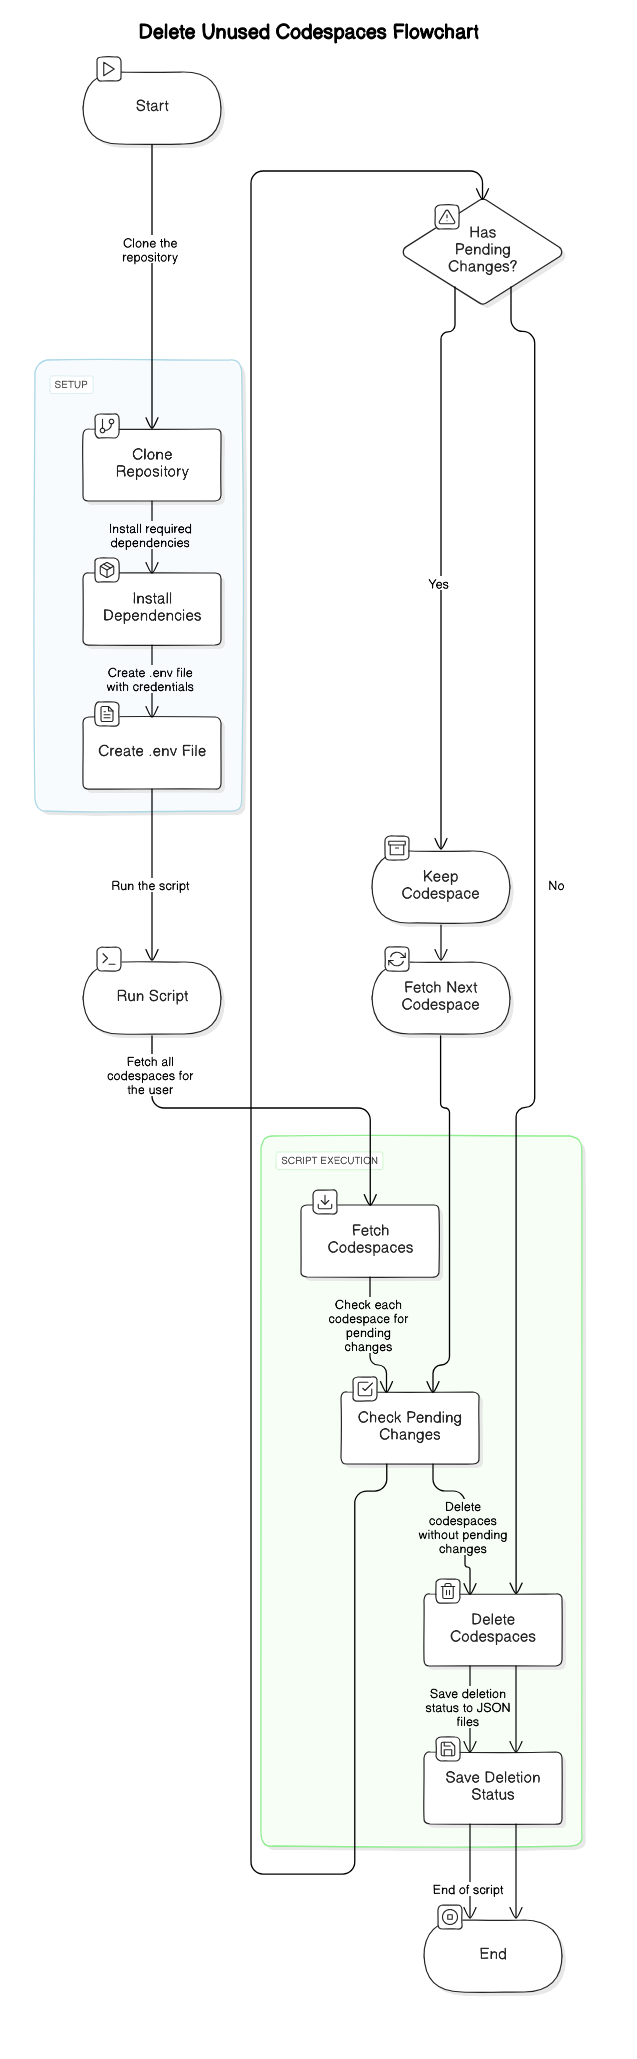 Delete Unused Codespaces Flowchart
Start
Clone the
repository
Has
Pending
Changes?
SETUP
Clone
Repository
Install required
dependencies
Install
Dependencies
Yes
Create .env file
with credentials
Create .env File
Run the script
Keep
Codespace
No
Run Script
Fetch Next
Codespace
Fetch all
codespaces for
the user
SCRIPT EXECUTION
Fetch
Codespaces
Check each
codespace for
pending
changes
Check Pending
Changes
Delete
codespaces
without pending
changes
Delete
Codespaces
Save deletion
status to JSON
files
Save Deletion
Status
End of script
End